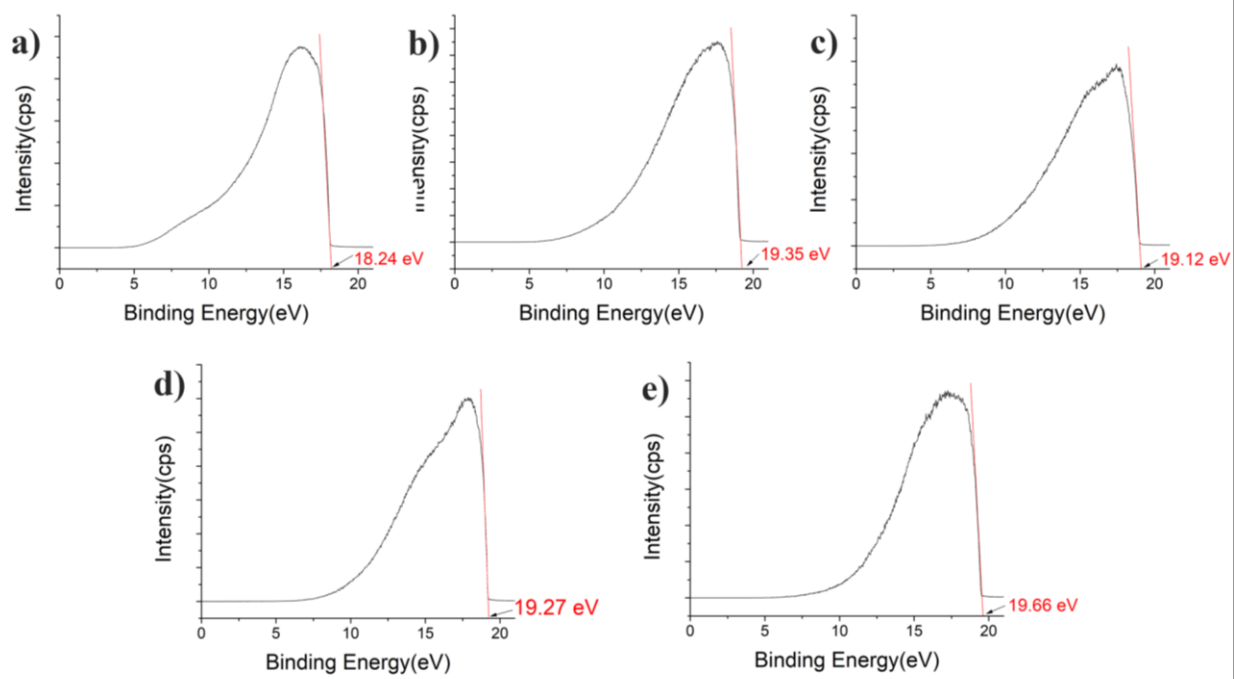 a)
Intensity(cps)
18.24 eV
0 5 10 15 20
Binding Energy(eV)
b)
Intensity(cps)
19.35 eV
0 5 10 15 20
Binding Energy(eV)
c)
Intensity(cps)
19.12 eV
0 5 10 15 20
Binding Energy(eV)
d)
Intensity(cps)
19.27 eV
0 5 10 15 20
Binding Energy(eV)
e)
Intensity(cps)
19.66 eV
0 5 10 15 20
Binding Energy(eV)